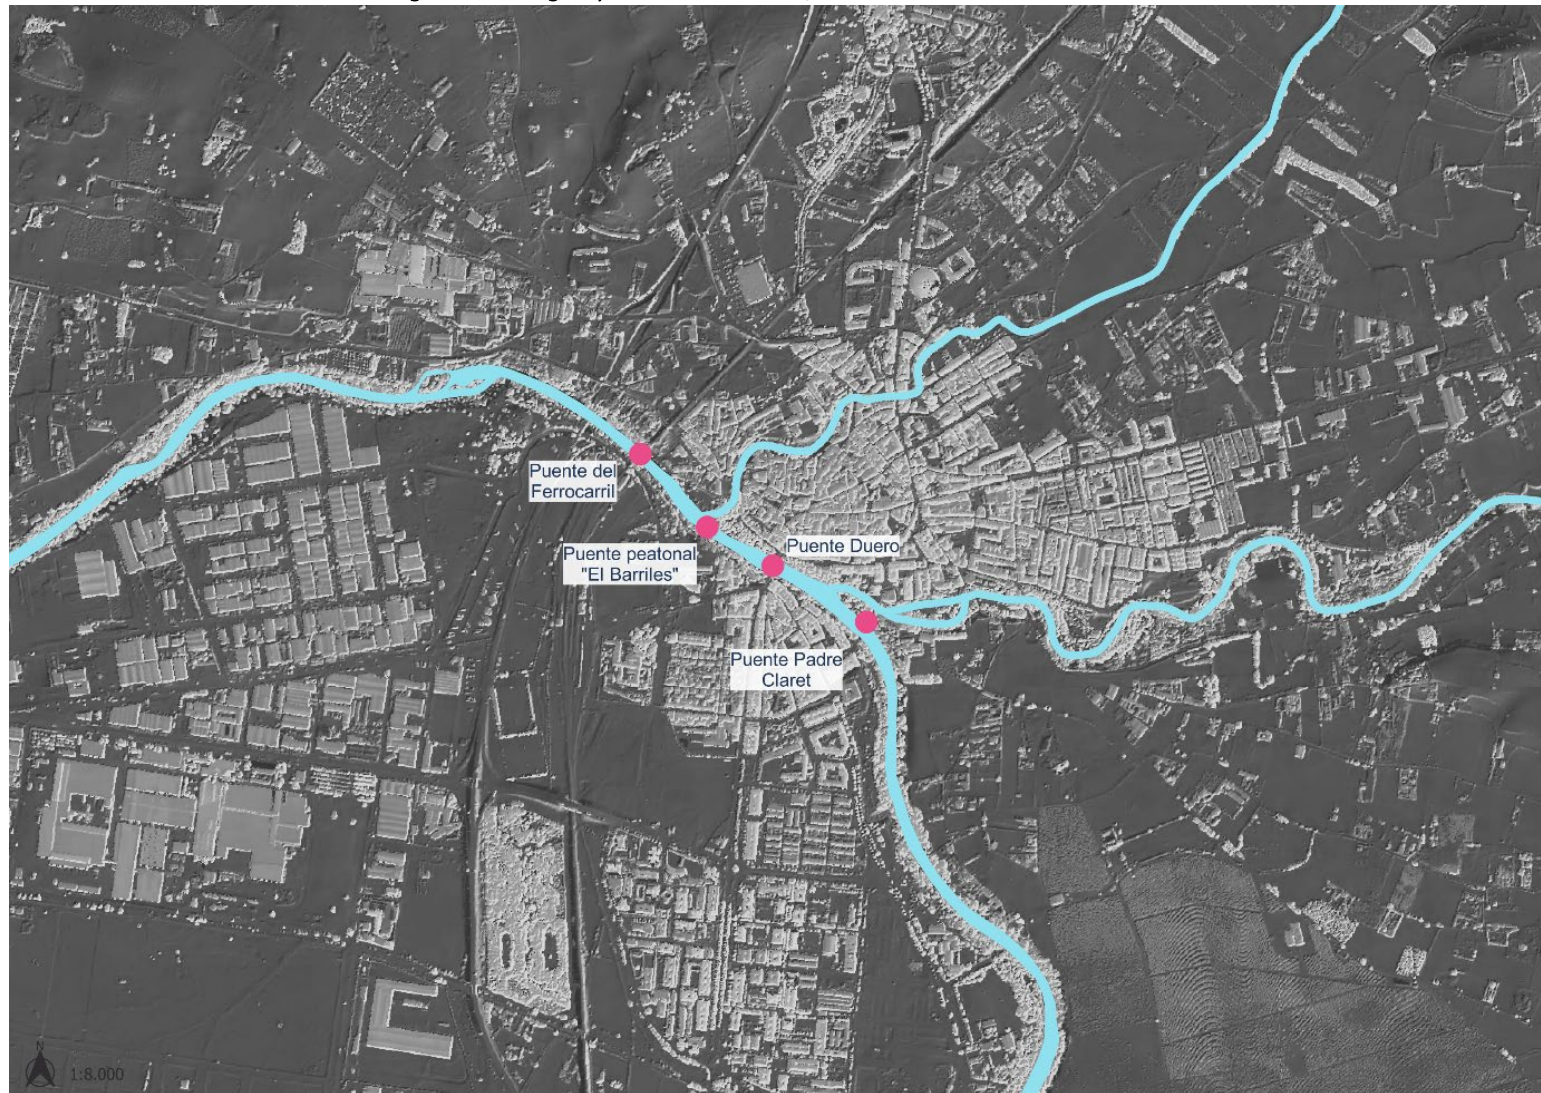 Puente del
Ferrocarril
Puente peatonal
"El Barriles"
Puente Duero
Puente Padre
Claret
1:8.000